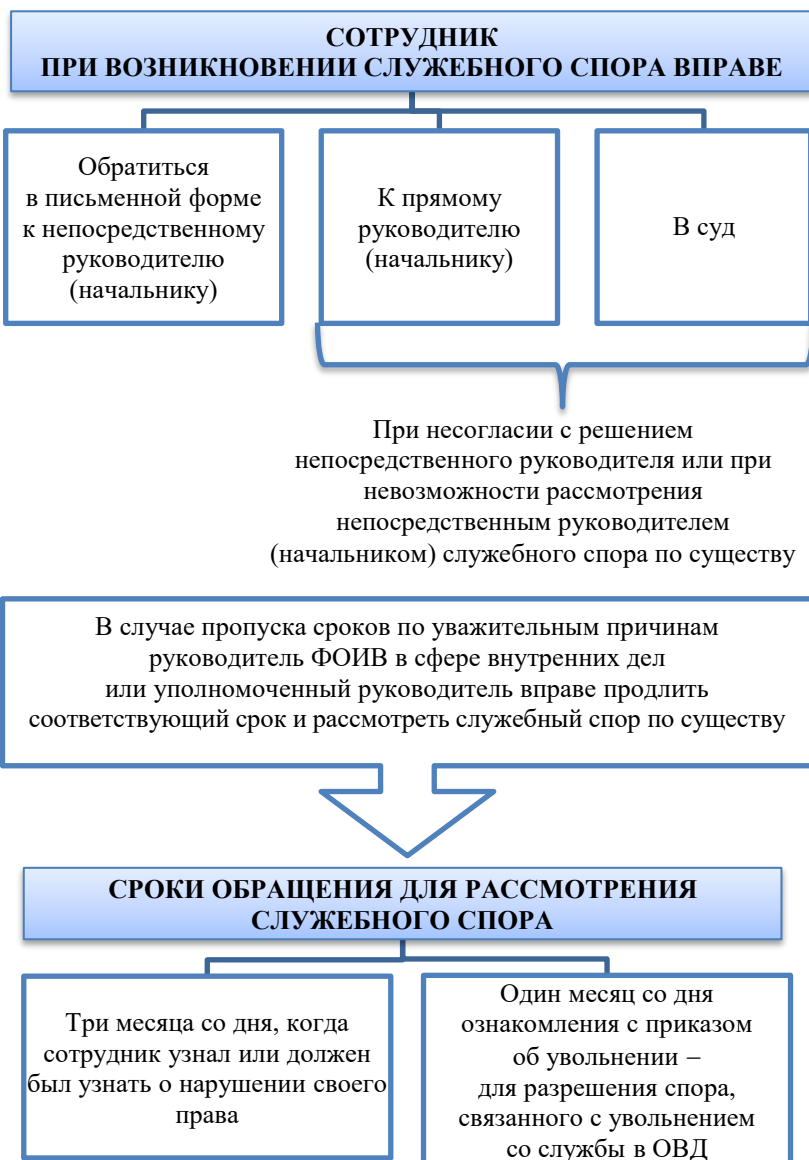 СОТРУДНИК
ПРИ ВОЗНИКНОВЕНИИ СЛУЖЕБНОГО СПОРА ВПРАВЕ
Обратиться
в письменной форме
к непосредственному
руководителю
(начальнику)
К прямому
руководителю
(начальнику)
В суд
При несогласии с решением
непосредственного руководителя или при
невозможности рассмотрения
непосредственным руководителем
(начальником) служебного спора по существу
В случае пропуска сроков по уважительным причинам
руководитель ФОИВ в сфере внутренних дел
или уполномоченный руководитель вправе продлить
соответствующий срок и рассмотреть служебный спор по существу
СРОКИ ОБРАЩЕНИЯ ДЛЯ РАССМОТРЕНИЯ
СЛУЖЕБНОГО СПОРА
Три месяца со дня, когда
сотрудник узнал или должен
был узнать о нарушении своего
права
Один месяц со дня
ознакомления с приказом
об увольнении –
для разрешения спора,
связанного с увольнением
со службы в ОВД